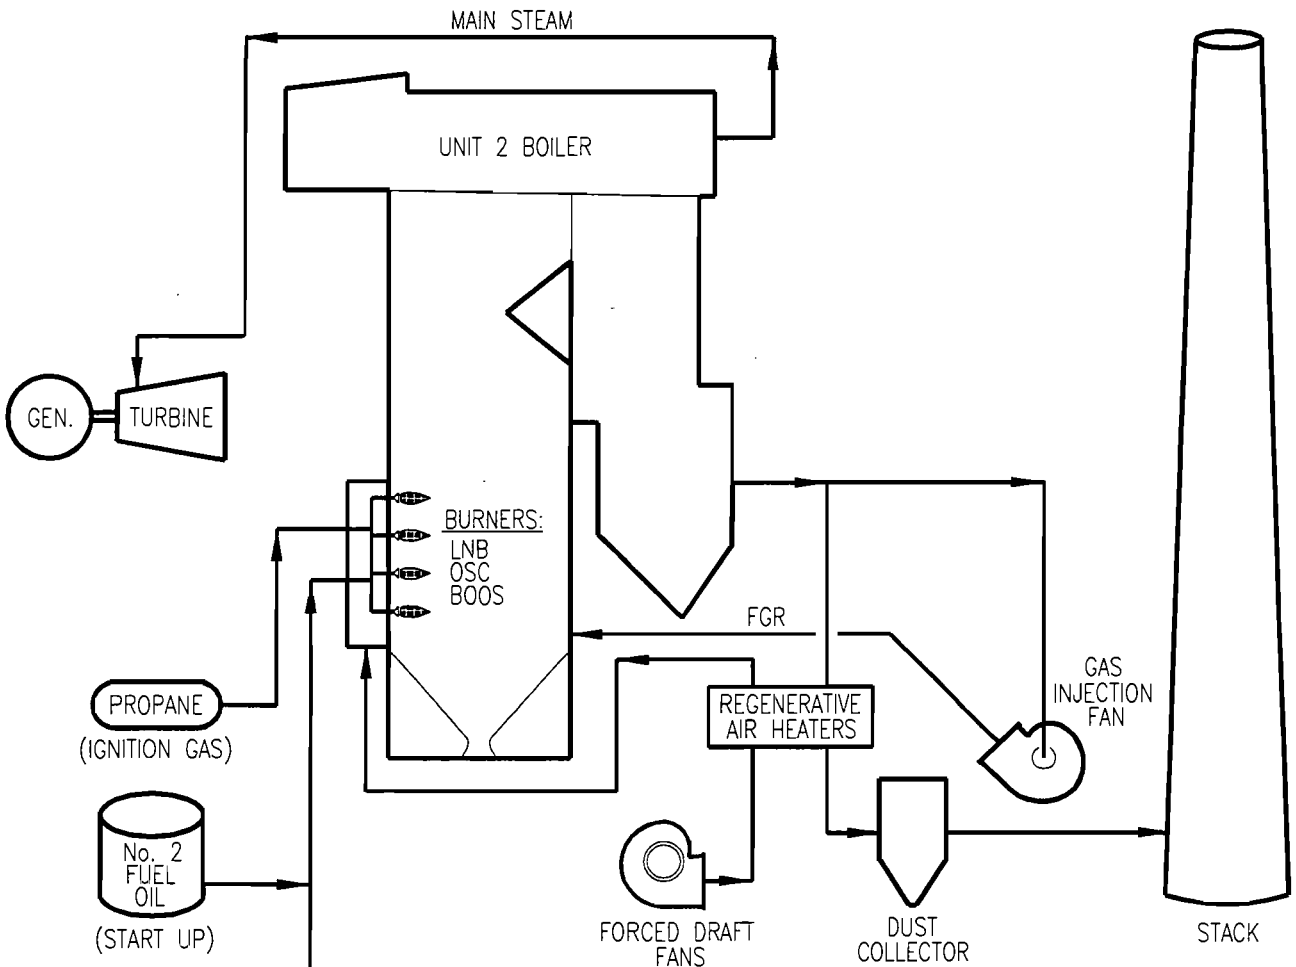 MAIN STEAM
UNIT 2 BOILER
GEN.
TURBINE
BURNERS:
LNB
OSC
BOOS
FGR
GAS
INJECTION
FAN
PROPANE
(IGNITION GAS)
REGENERATIVE
AIR HEATERS
No. 2
FUEL
OIL
(START UP)
FORCED DRAFT
FANS
DUST
COLLECTOR
STACK